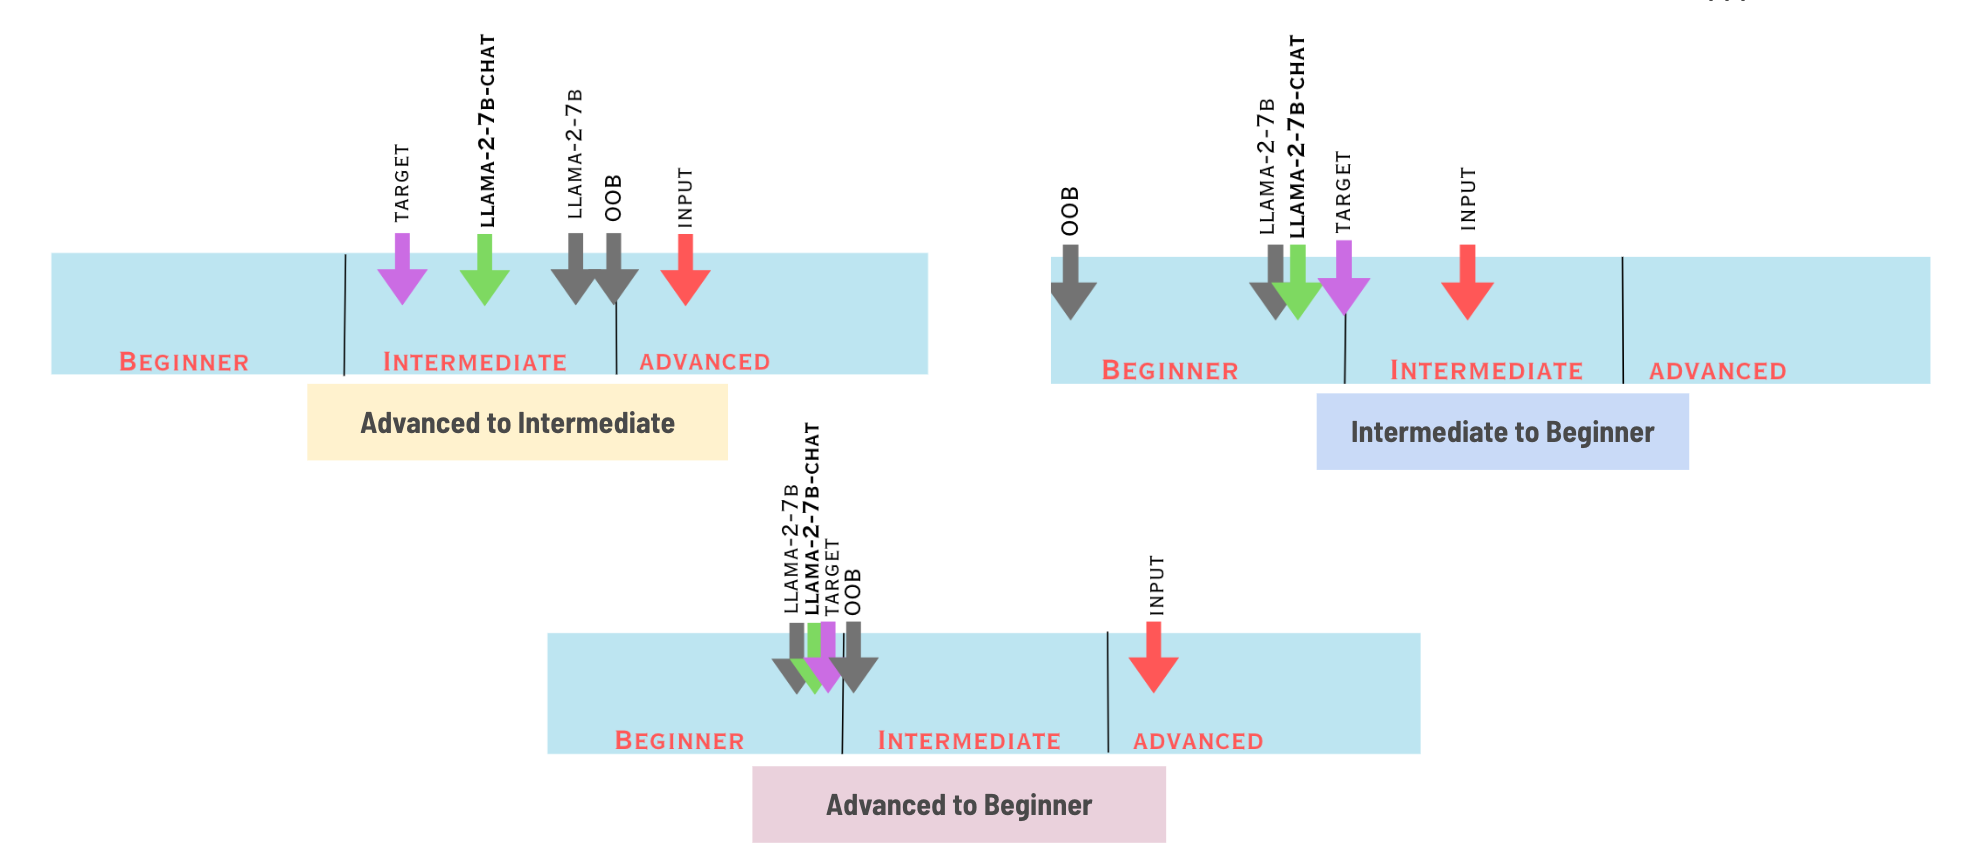 TARGET
LLAMA-2-7B-CHAT
LLAMA-2-7B
OOB
INPUT
BEGINNER
INTERMEDIATE
ADVANCED
Advanced to Intermediate
OOB
LLAMA-2-7B
LLAMA-2-7B-CHAT
TARGET
INPUT
BEGINNER
INTERMEDIATE
ADVANCED
Intermediate to Beginner
LLAMA-2-7B
LLAMA-2-7B-CHAT
TARGET
OOB
INPUT
BEGINNER
INTERMEDIATE
ADVANCED
Advanced to Beginner